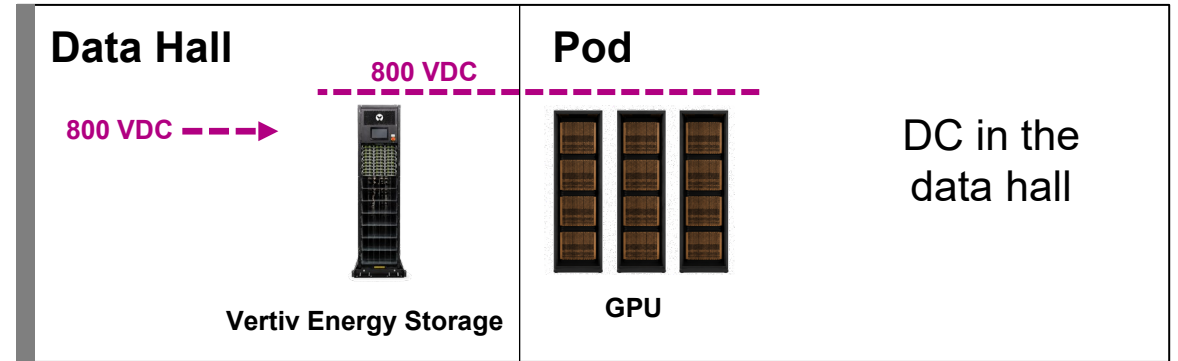 Data Hall
Pod
800 VDC
800 VDC
DC in the
data hall
Vertiv Energy Storage
GPU